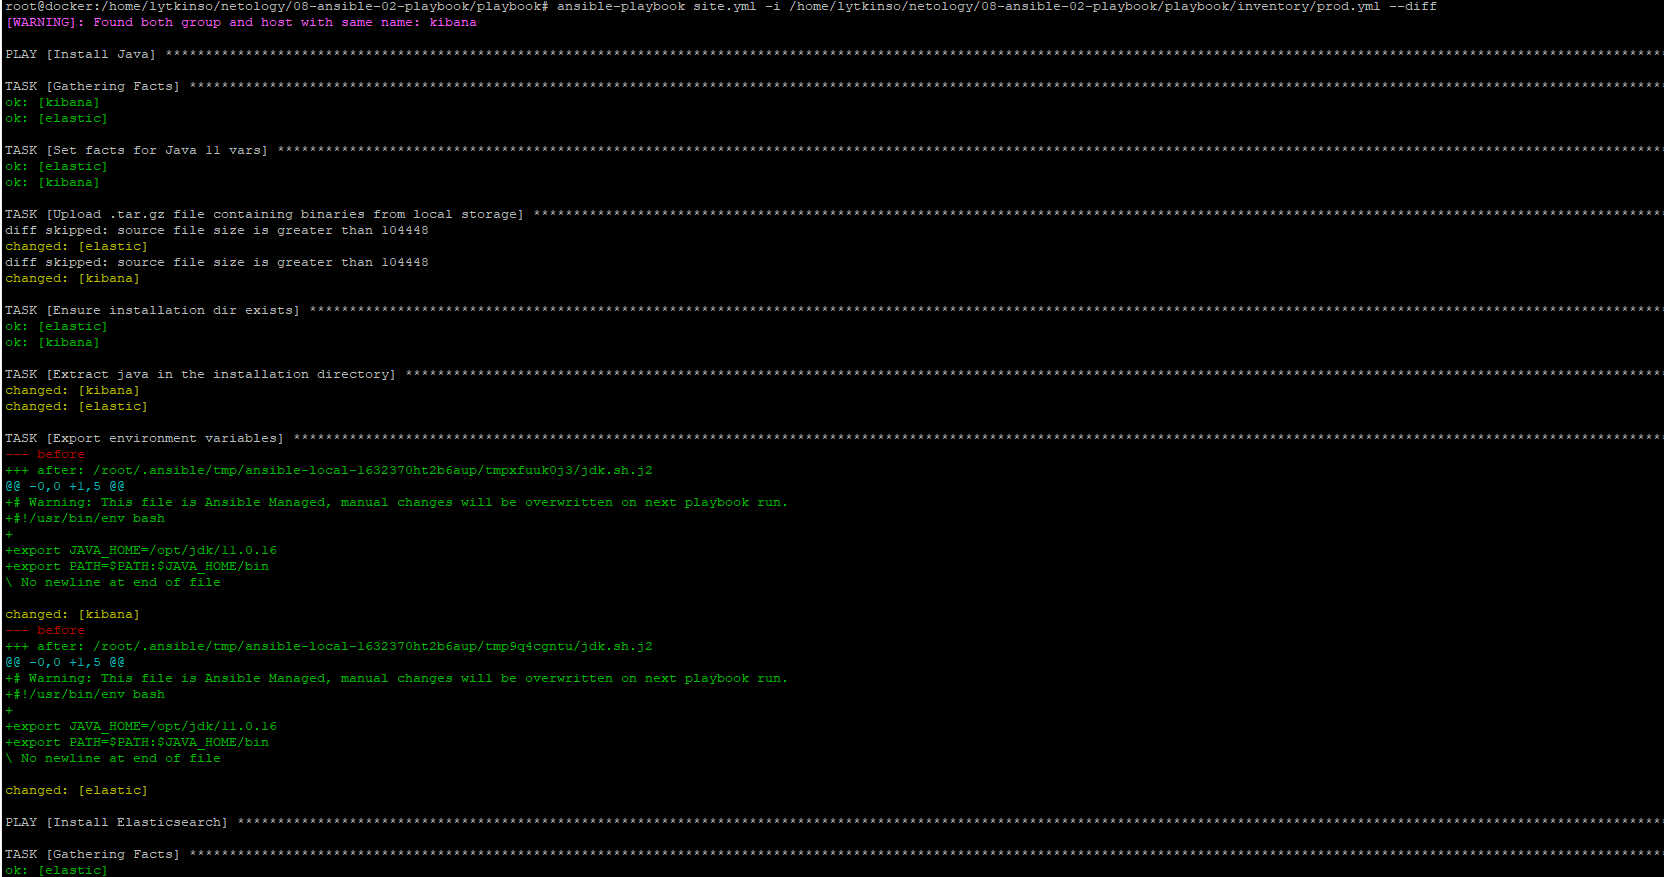 root@docker:/home/lytkinso/netology/08-ansible-02-playbook/playbook# ansible-playbook site.yml -i /home/lytkinso/netology/08-ansible-02-playbook/playbook/inventory/prod.yml --diff
[WARNING]: Found both group and host with same name: kibana
PLAY [Install Java] ****************************************************************************************************************************************************************************************
TASK [Gathering Facts] *************************************************************************************************************************************************************************************
ok: [kibana]
ok: [elastic]
TASK [Set facts for Java 11 vars] **************************************************************************************************************************************************************************
ok: [elastic]
ok: [kibana]
TASK [Upload .tar.gz file containing binaries from local storage] ******************************************************************************************************************************************
diff skipped: source file size is greater than 104448
changed: [elastic]
diff skipped: source file size is greater than 104448
changed: [kibana]
TASK [Ensure installation dir exists] **********************************************************************************************************************************************************************
ok: [elastic]
ok: [kibana]
TASK [Extract java in the installation directory] **********************************************************************************************************************************************************
changed: [kibana]
changed: [elastic]
TASK [Export environment variables] ************************************************************************************************************************************************************************
--- before
+++ after: /root/.ansible/tmp/ansible-local-1632370ht2b6aup/tmpxfuuk0j3/jdk.sh.j2
@@ -0,0 +1,5 @@
+# Warning: This file is Ansible Managed, manual changes will be overwritten on next playbook run.
+#!/usr/bin/env bash
+
+export JAVA_HOME=/opt/jdk/11.0.16
+export PATH=$PATH:$JAVA_HOME/bin
\ No newline at end of file
changed: [kibana]
--- before
+++ after: /root/.ansible/tmp/ansible-local-1632370ht2b6aup/tmp9q4cgntu/jdk.sh.j2
@@ -0,0 +1,5 @@
+# Warning: This file is Ansible Managed, manual changes will be overwritten on next playbook run.
+#!/usr/bin/env bash
+
+export JAVA_HOME=/opt/jdk/11.0.16
+export PATH=$PATH:$JAVA_HOME/bin
\ No newline at end of file
changed: [elastic]
PLAY [Install Elasticsearch] *******************************************************************************************************************************************************************************
TASK [Gathering Facts] *************************************************************************************************************************************************************************************
ok: [elastic]